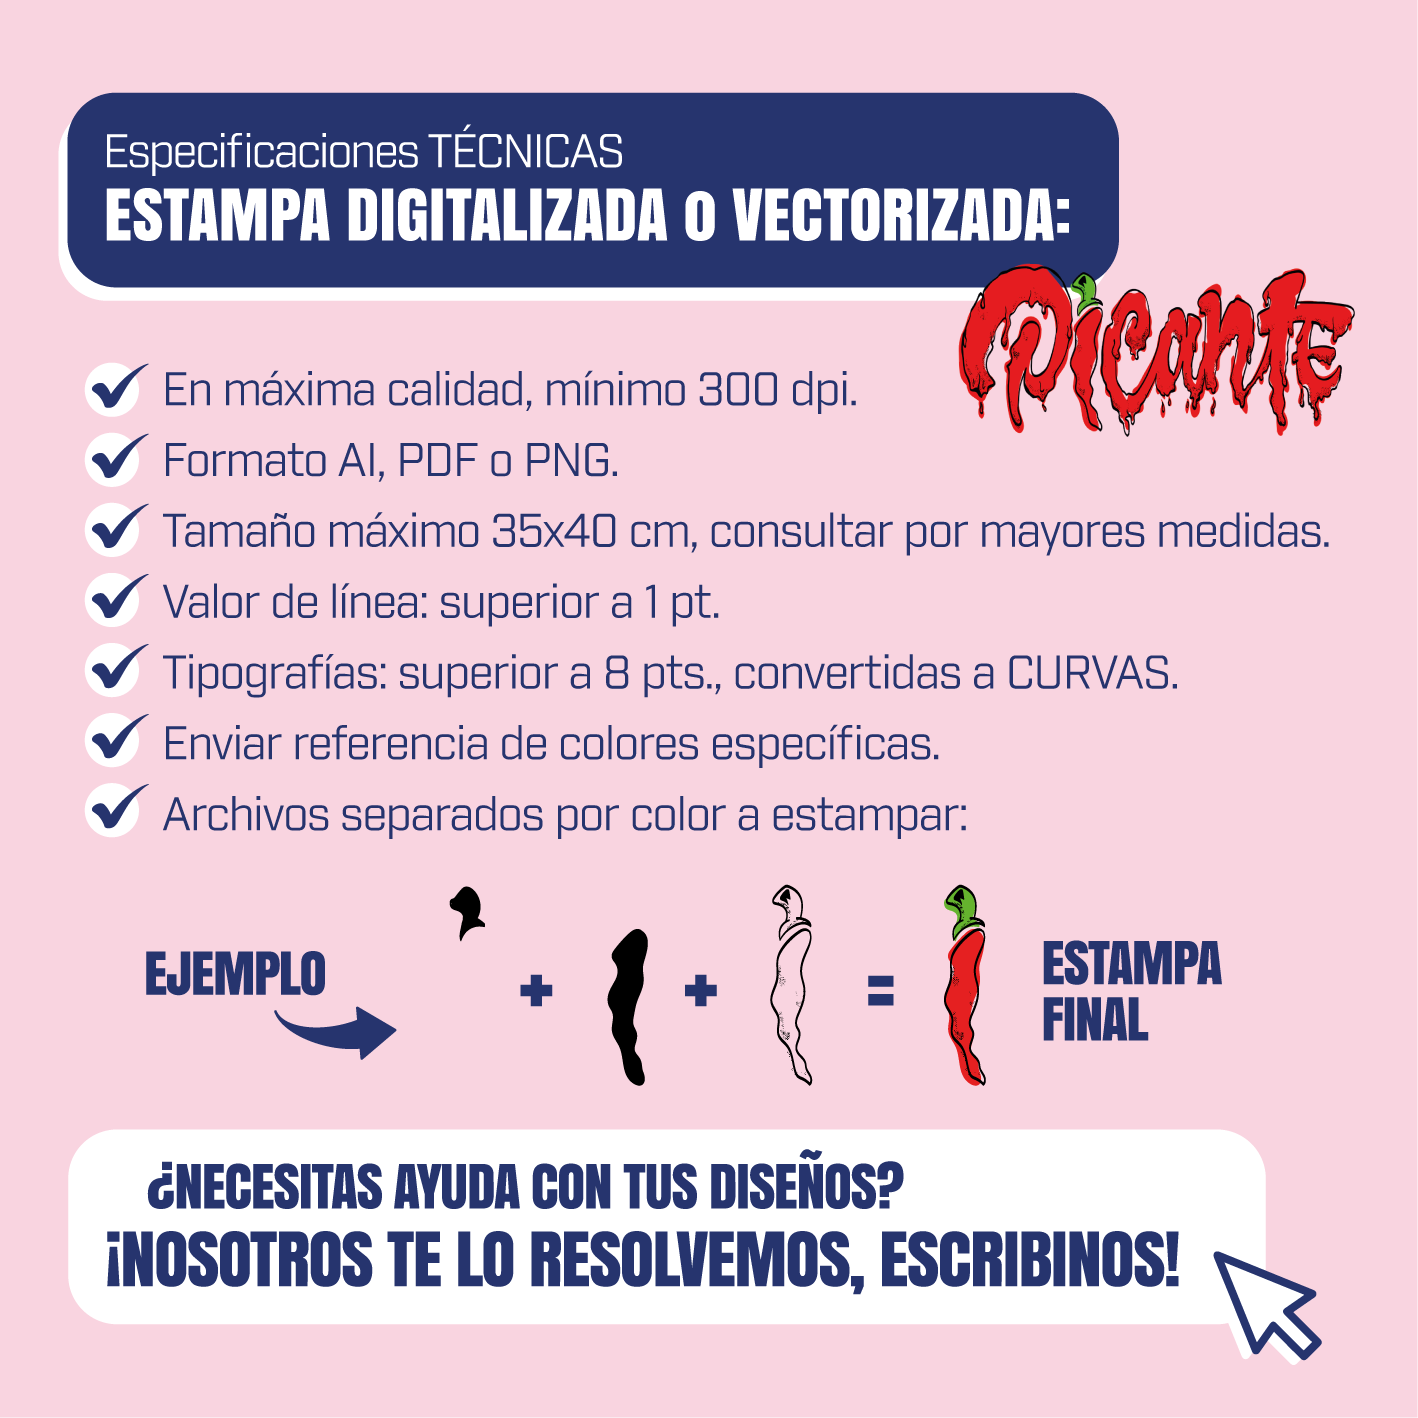 Especificaciones TÉCNICAS
ESTAMPA DIGITALIZADA o VECTORIZADA:
Picante
En máxima calidad, mínimo 300 dpi.
Formato AI, PDF o PNG.
Tamaño máximo 35x40 cm, consultar por mayores medidas.
Valor de línea: superior a 1 pt.
Tipografías: superior a 8 pts., convertidas a CURVAS.
Enviar referencia de colores específicas.
Archivos separados por color a estampar:
EJEMPLO
+ + =
ESTAMPA
FINAL
¿NECESITAS AYUDA CON TUS DISEÑOS?
¡NOSOTROS TE LO RESOLVEMOS, ESCRIBINOS!